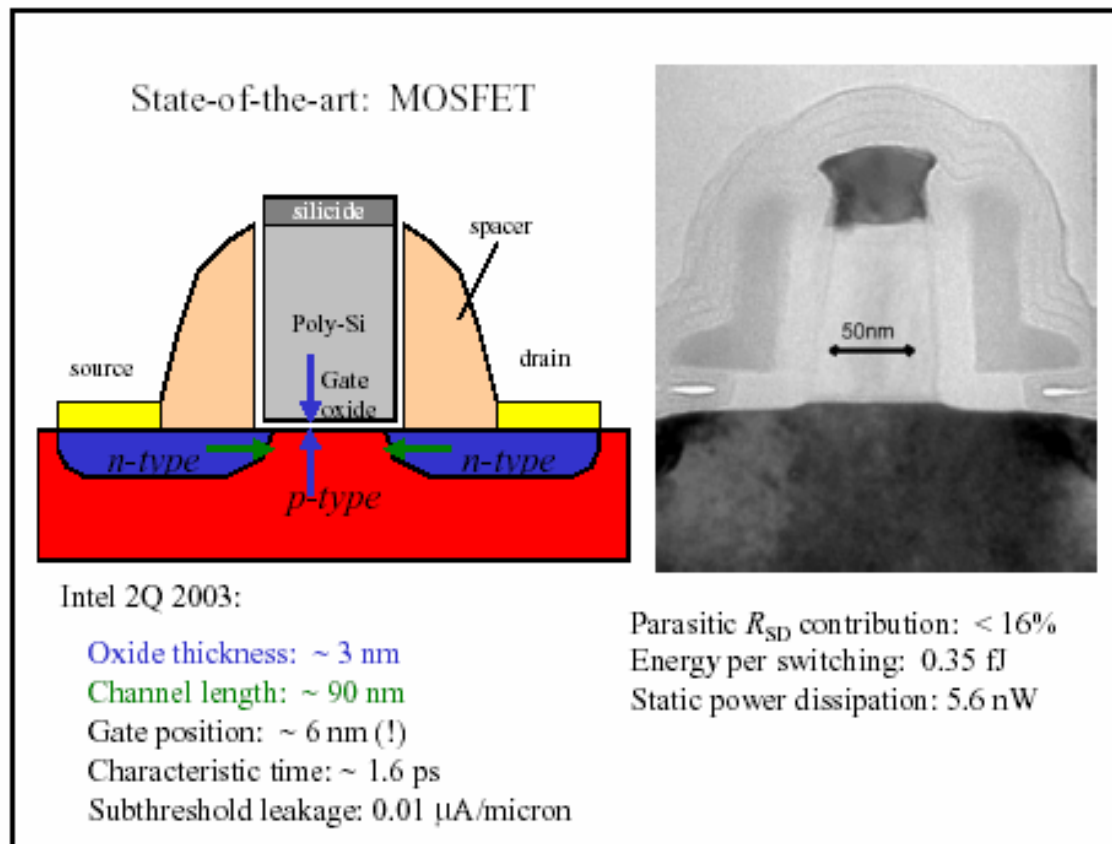 State-of-the-art: MOSFET
silicide
spacer
Poly-Si
source
drain
Gate
oxide
n-type
n-type
p-type
50nm
Intel 2Q 2003:
Oxide thickness: ~ 3 nm
Channel length: ~ 90 nm
Gate position: ~ 6 nm (!)
Characteristic time: ~ 1.6 ps
Subthreshold leakage: 0.01 μA/micron
Parasitic RSD contribution: < 16%
Energy per switching: 0.35 fJ
Static power dissipation: 5.6 nW